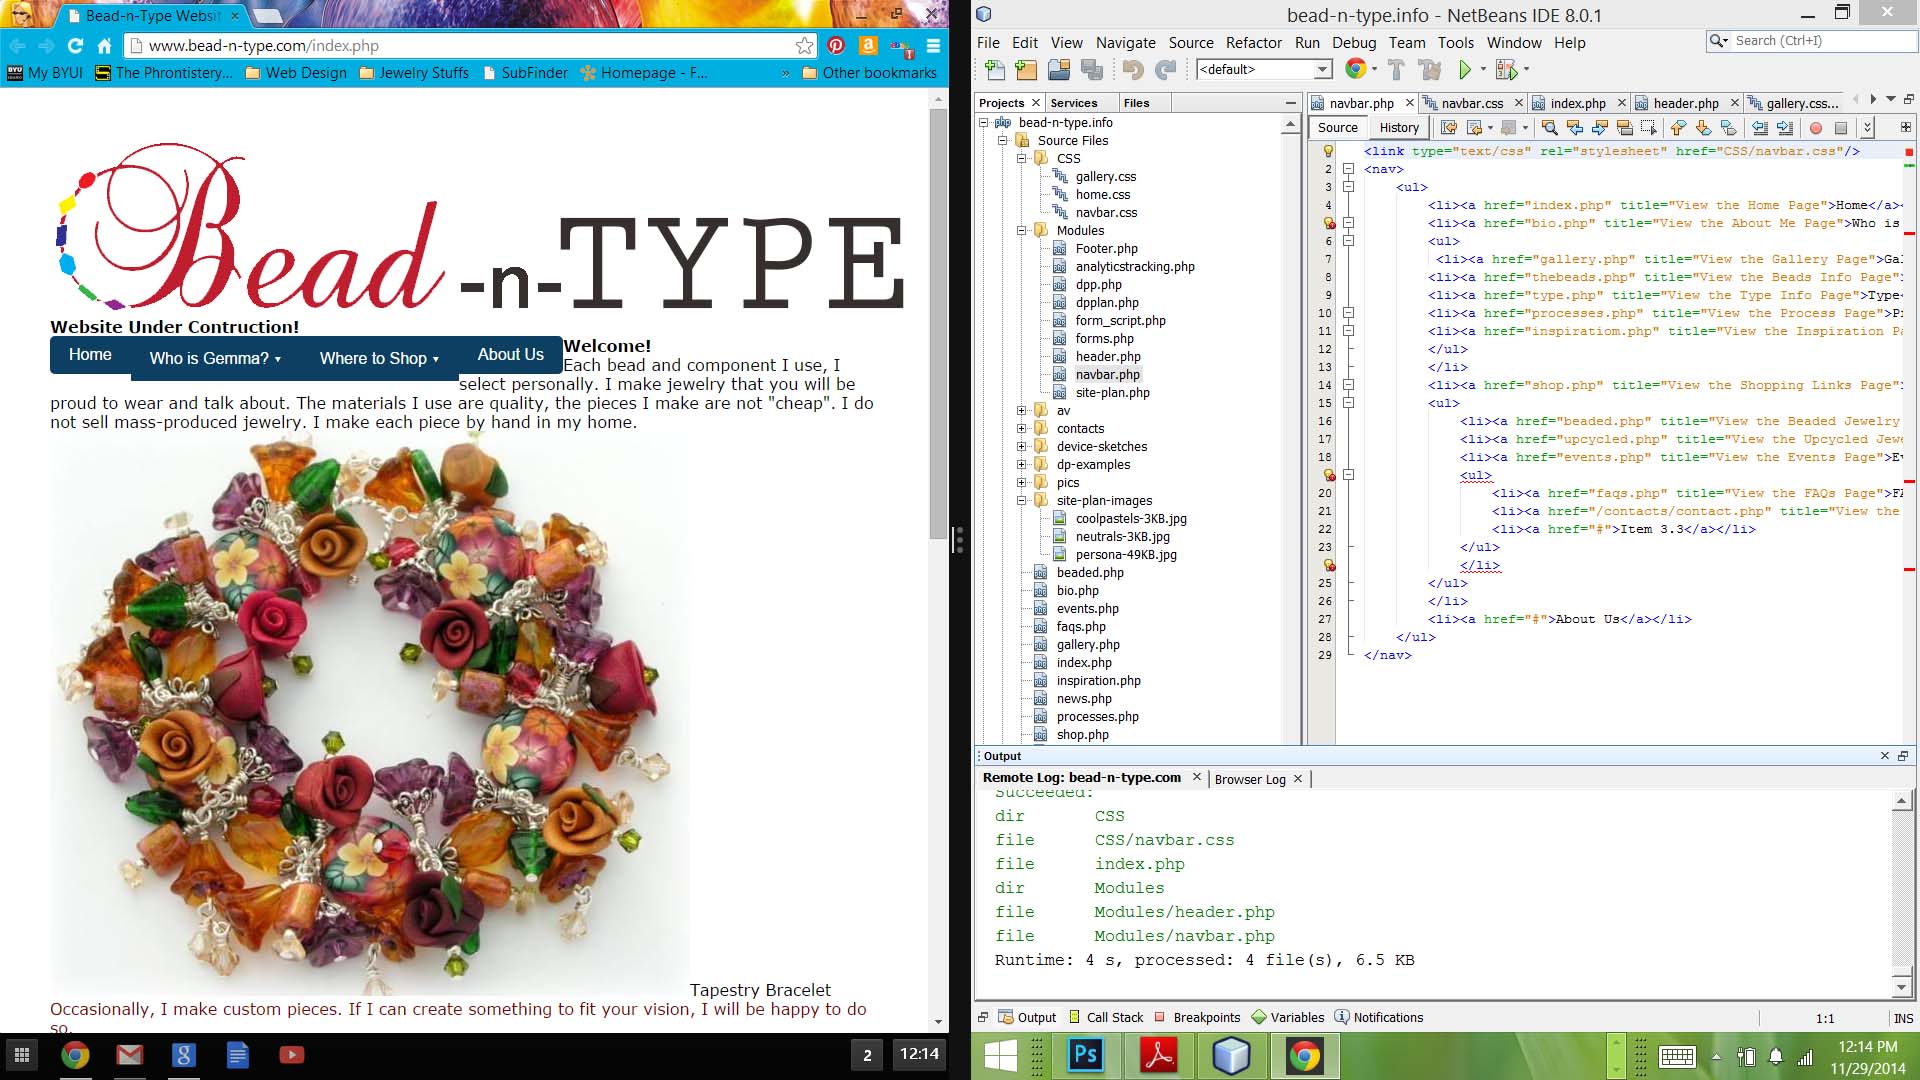 Bead-n-Type Websit
www.bead-n-type.com/index.php
My BYUI
The Phrontistery...
Web Design
Jewelry Stuffs
SubFinder
Homepage - F...
»
Other bookmarks
Bead -n-TYPE
Website Under Contruction!
Home
Who is Gemma? ▾
Where to Shop ▾
About Us
Welcome!
Each bead and component I use, I
select personally. I make jewelry that you will be
proud to wear and talk about. The materials I use are quality, the pieces I make are not "cheap". I do
not sell mass-produced jewelry. I make each piece by hand in my home.
Tapestry Bracelet
Occasionally, I make custom pieces. If I can create something to fit your vision, I will be happy to do
so.
2
12:14
bead-n-type.info - NetBeans IDE 8.0.1
File Edit View Navigate Source Refactor Run Debug Team Tools Window Help
Search (Ctrl+I)
<default>
Projects
Services
Files
bead-n-type.info
Source Files
CSS
gallery.css
home.css
navbar.css
Modules
Footer.php
analyticstracking.php
dpp.php
dpplan.php
form_script.php
forms.php
header.php
navbar.php
site-plan.php
av
contacts
device-sketches
dp-examples
pics
site-plan-images
coolpastels-3KB.jpg
neutrals-3KB.jpg
persona-49KB.jpg
beaded.php
bio.php
events.php
faqs.php
gallery.php
index.php
inspiration.php
news.php
processes.php
shop.php
navbar.php
navbar.css
index.php
header.php
gallery.css...
Source
History
<link type="text/css" rel="stylesheet" href="CSS/navbar.css"/>
2 <nav>
3 <ul>
4 <li><a href="index.php" title="View the Home Page">Home</a><
<li><a href="bio.php" title="View the About Me Page">Who is
6 <ul>
7 <li><a href="gallery.php" title="View the Gallery Page">Gal
8 <li><a href="thebeads.php" title="View the Beads Info Page"
9 <li><a href="type.php" title="View the Type Info Page">Type<
10 <li><a href="processes.php" title="View the Process Page">Pr
11 <li><a href="inspiratiom.php" title="View the Inspiration Pa
12 </ul>
13 </li>
14 <li><a href="shop.php" title="View the Shopping Links Page"
15 <ul>
16 <li><a href="beaded.php" title="View the Beaded Jewelry
17 <li><a href="upcycled.php" title="View the Upcycled Jewe
18 <li><a href="events.php" title="View the Events Page">Ev
<ul>
20 <li><a href="faqs.php" title="View the FAQs Page">FA
21 <li><a href="/contacts/contact.php" title="View the
22 <li><a href="#">Item 3.3</a></li>
23 </ul>
</li>
25 </ul>
26 </li>
27 <li><a href="#">About Us</a></li>
28 </ul>
29 </nav>
Output
Remote Log: bead-n-type.com
Browser Log
Succeeded:
dir CSS
file CSS/navbar.css
file index.php
dir Modules
file Modules/header.php
file Modules/navbar.php
Runtime: 4 s, processed: 4 file(s), 6.5 KB
Output
Call Stack
Breakpoints
Variables
Notifications
1:1
INS
Ps
12:14 PM
11/29/2014